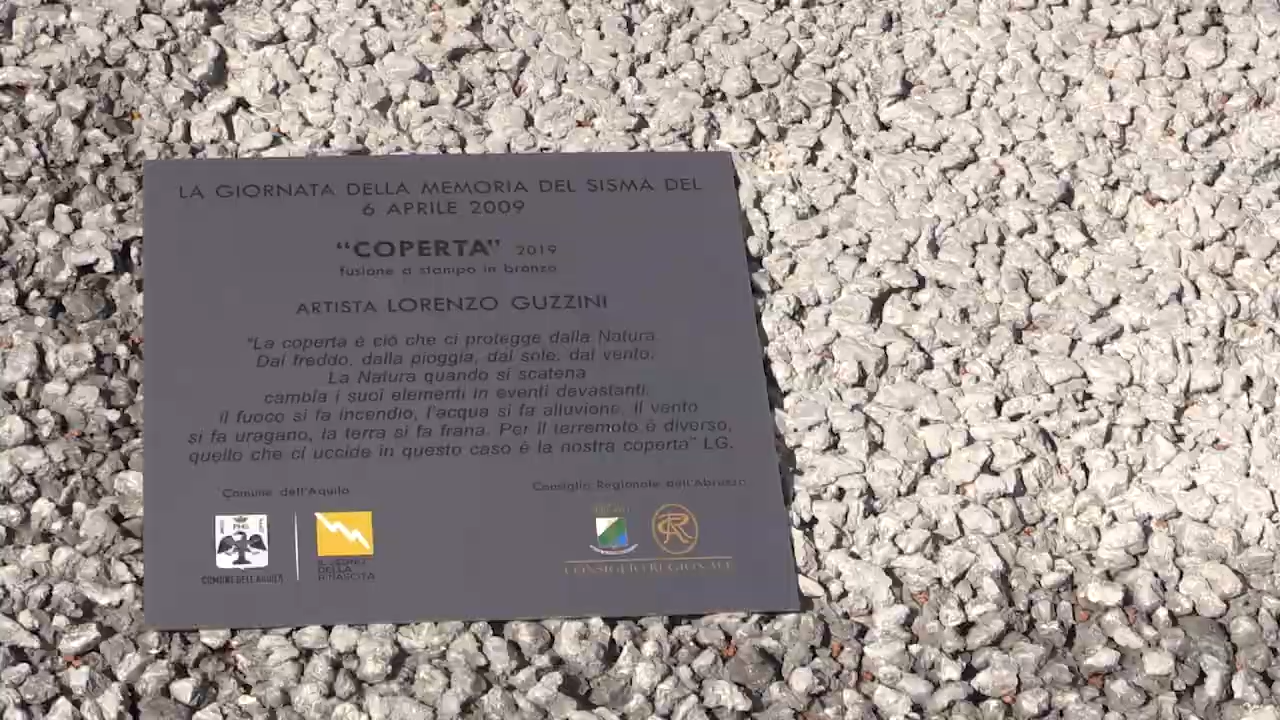 LA GIORNATA DELLA MEMORIA DEL SISMA DEL
6 APRILE 2009
“COPERTA” 2019
fusione a stampo in bronzo
ARTISTA LORENZO GUZZINI
“La coperta è ciò che ci protegge dalla Natura.
Dal freddo, dalla pioggia, dal sole, dal vento.
La Natura quando si scatena
cambia i suoi elementi in eventi devastanti.
Il fuoco si fa incendio, l'acqua si fa alluvione, il vento
si fa uragano, la terra si fa frana. Per il terremoto è diverso,
quello che ci uccide in questo caso è la nostra coperta” LG.
Comune dell'Aquila
Consiglio Regionale dell'Abruzzo
PHS
COMUNE DELL'AQUILA
IL SEGNO
DELLA
RINASCITA
CONSIGLIO REGIONALE